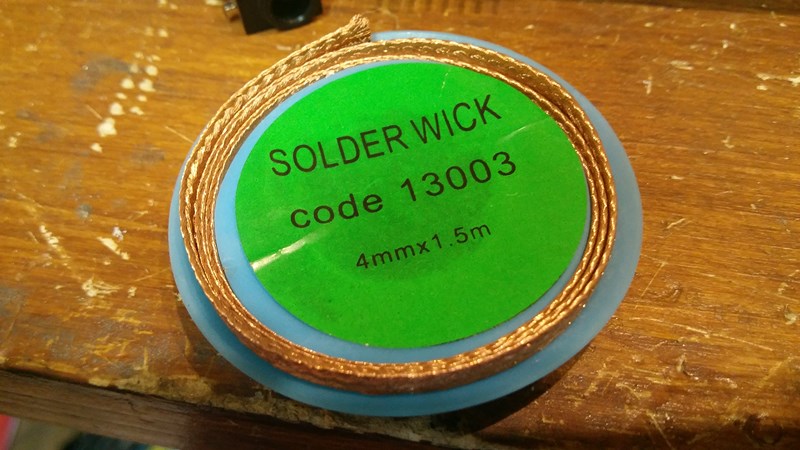 SOLDER WICK
code 13003
4mmx1.5m